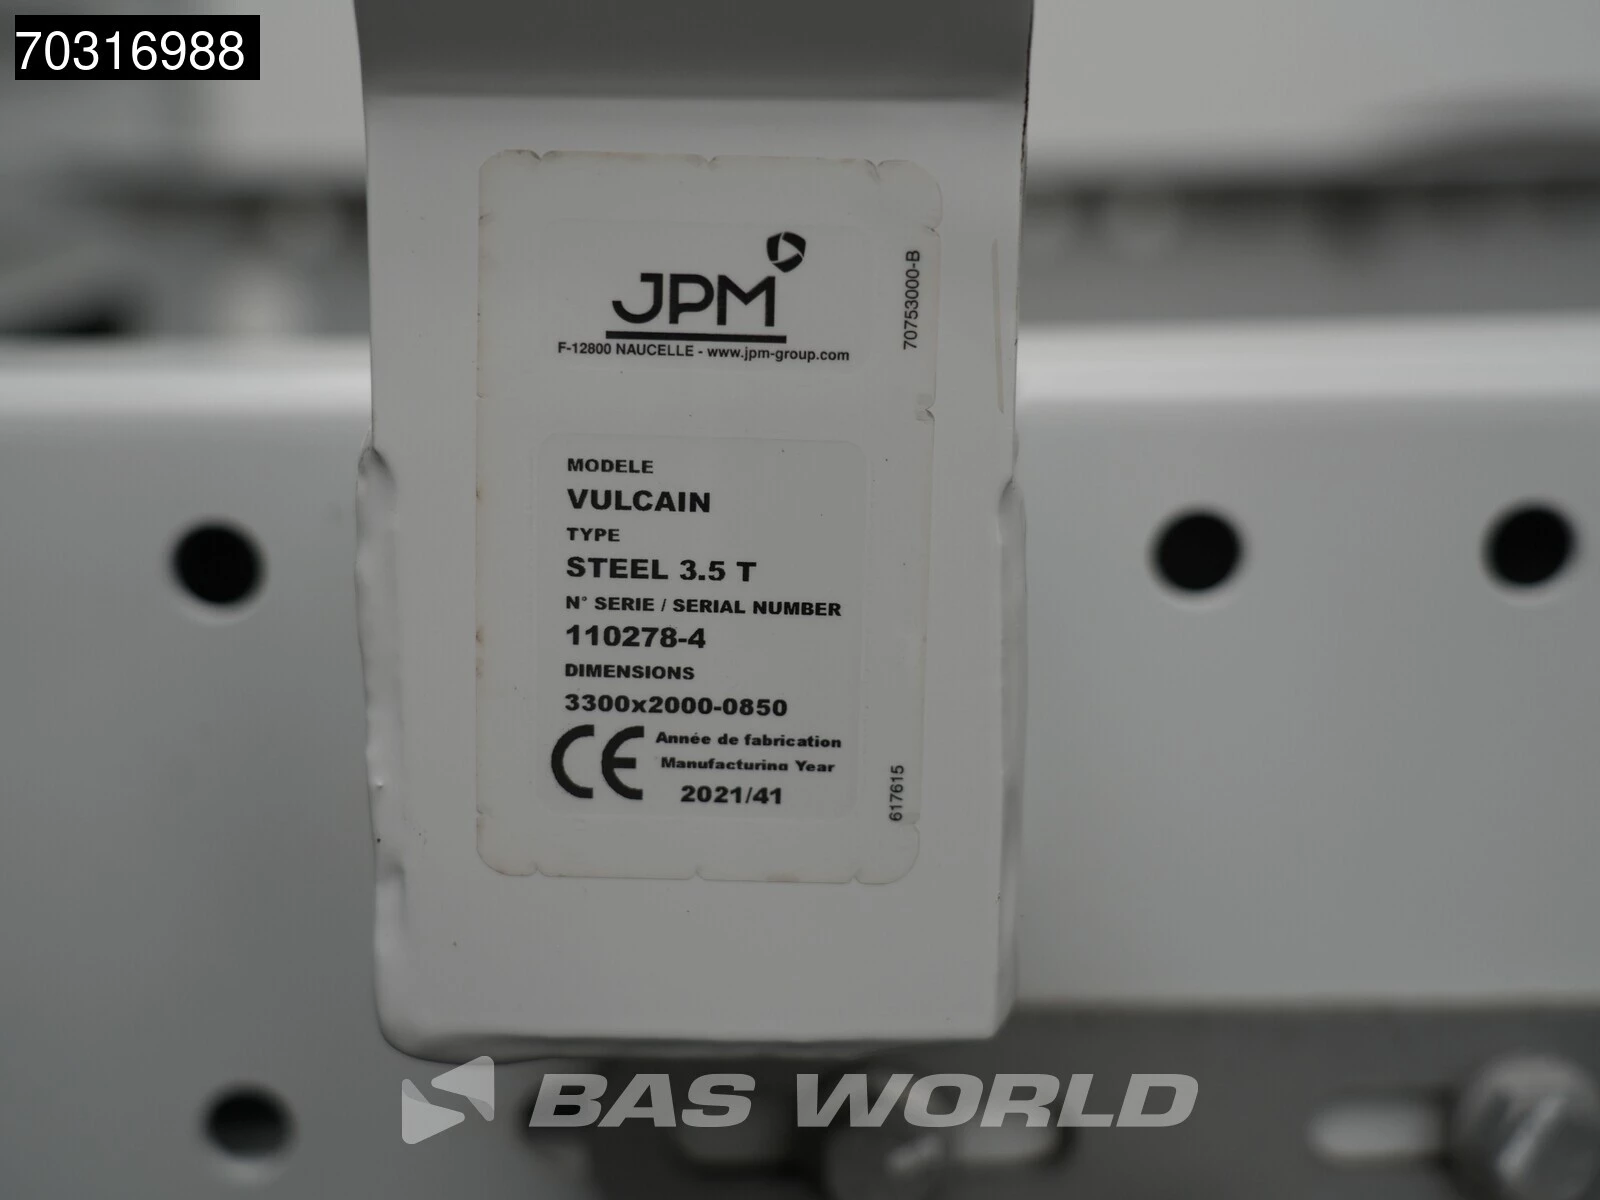 70316988
JPM
F-12800 NAUCELLE - www.jpm-group.com
70753000-B
MODELE
VULCAIN
TYPE
STEEL 3.5 T
N° SERIE / SERIAL NUMBER
110278-4
DIMENSIONS
3300x2000-0850
CE
Année de fabrication
Manufacturing Year
2021/41
617615
BAS WORLD